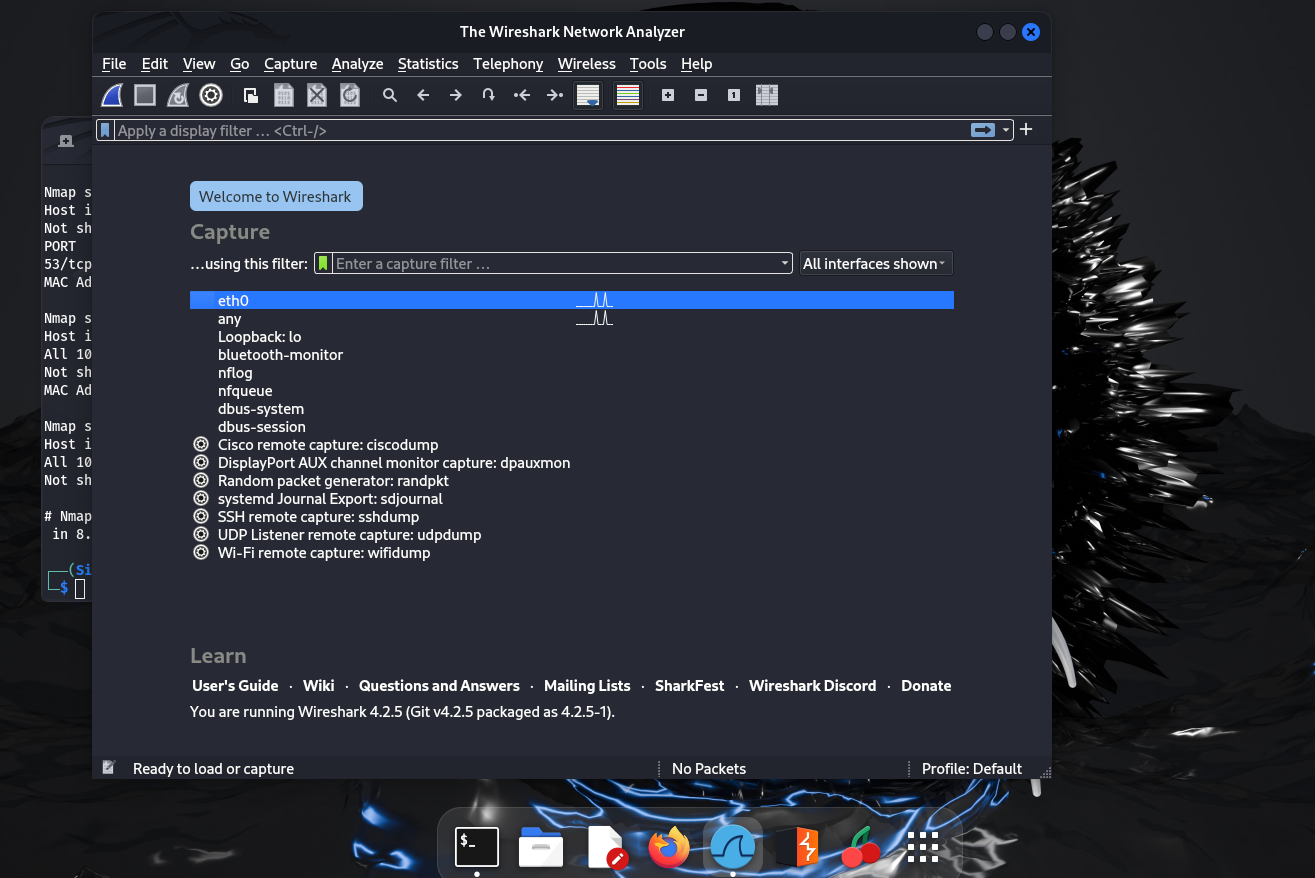 The Wireshark Network Analyzer
File Edit View Go Capture Analyze Statistics Telephony Wireless Tools Help
Apply a display filter … <Ctrl-/>
Welcome to Wireshark
Capture
…using this filter: Enter a capture filter … All interfaces shown
eth0
any
Loopback: lo
bluetooth-monitor
nflog
nfqueue
dbus-system
dbus-session
Cisco remote capture: ciscodump
DisplayPort AUX channel monitor capture: dpauxmon
Random packet generator: randpkt
systemd Journal Export: sdjournal
SSH remote capture: sshdump
UDP Listener remote capture: udpdump
Wi-Fi remote capture: wifidump
Learn
User's Guide · Wiki · Questions and Answers · Mailing Lists · SharkFest · Wireshark Discord · Donate
You are running Wireshark 4.2.5 (Git v4.2.5 packaged as 4.2.5-1).
Ready to load or capture No Packets Profile: Default
Nmap s
Host i
Not sh
PORT
53/tcp
MAC Ad
Nmap s
Host i
All 10
Not sh
MAC Ad
Nmap s
Host i
All 10
Not sh
# Nmap
in 8.
(Si
$
$_